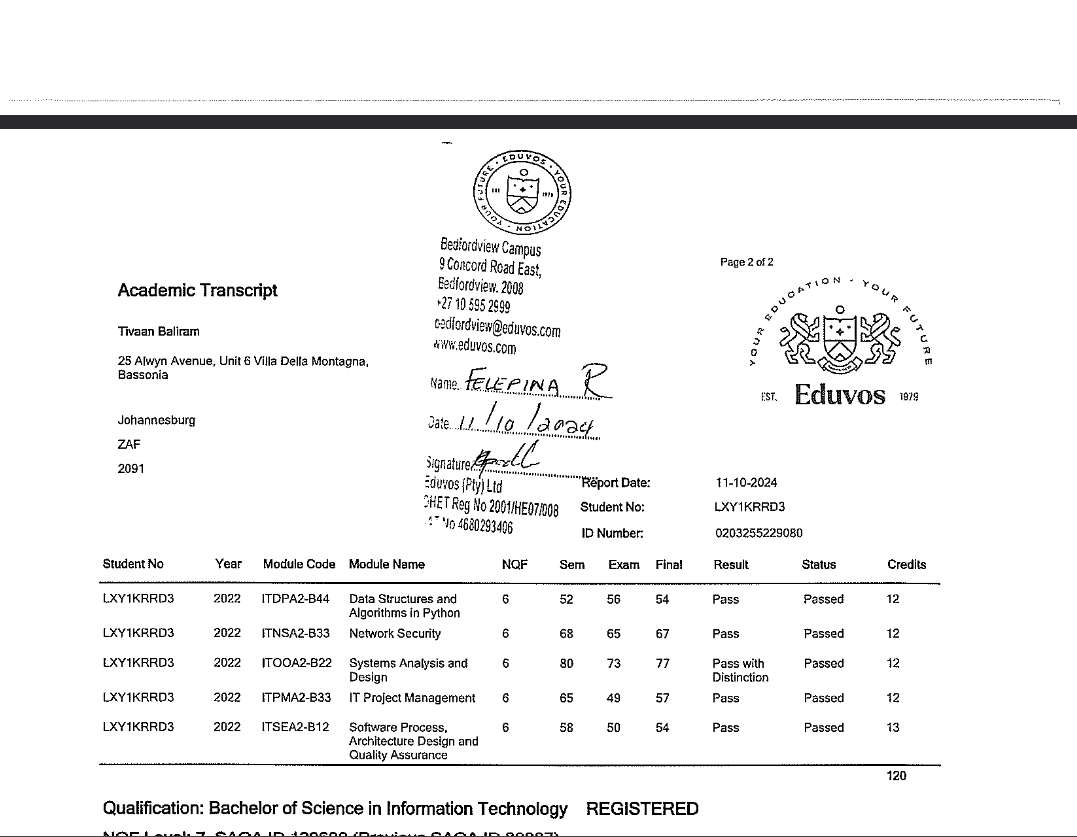 EDUVOS · YOUR EDUCATION · YOUR FUTURE
Bedfordview Campus
9 Concord Road East,
Bedfordview. 2008
+27 10 595 2999
bedfordview@eduvos.com
www.eduvos.com
Name FELEPINA R
Date 11/10/2024
Signature
Eduvos (Pty) Ltd
DHET Reg No 2001/HE07/008
No 4680293406
Page 2 of 2
YOUR EDUCATION · YOUR FUTURE
EST. Eduvos 1979
Academic Transcript
Tivaan Baliram
25 Alwyn Avenue, Unit 6 Villa Della Montagna,
Bassonia
Johannesburg
ZAF
2091
Report Date: 11-10-2024
Student No: LXY1KRRD3
ID Number: 0203255229080
Student No Year Module Code Module Name NQF Sem Exam Final Result Status Credits
LXY1KRRD3 2022 ITDPA2-B44 Data Structures and 6 52 56 54 Pass Passed 12
Algorithms in Python
LXY1KRRD3 2022 ITNSA2-B33 Network Security 6 68 65 67 Pass Passed 12
LXY1KRRD3 2022 ITOOA2-B22 Systems Analysis and 6 80 73 77 Pass with Passed 12
Design Distinction
LXY1KRRD3 2022 ITPMA2-B33 IT Project Management 6 65 49 57 Pass Passed 12
LXY1KRRD3 2022 ITSEA2-B12 Software Process, 6 58 50 54 Pass Passed 13
Architecture Design and
Quality Assurance
120
Qualification: Bachelor of Science in Information Technology REGISTERED